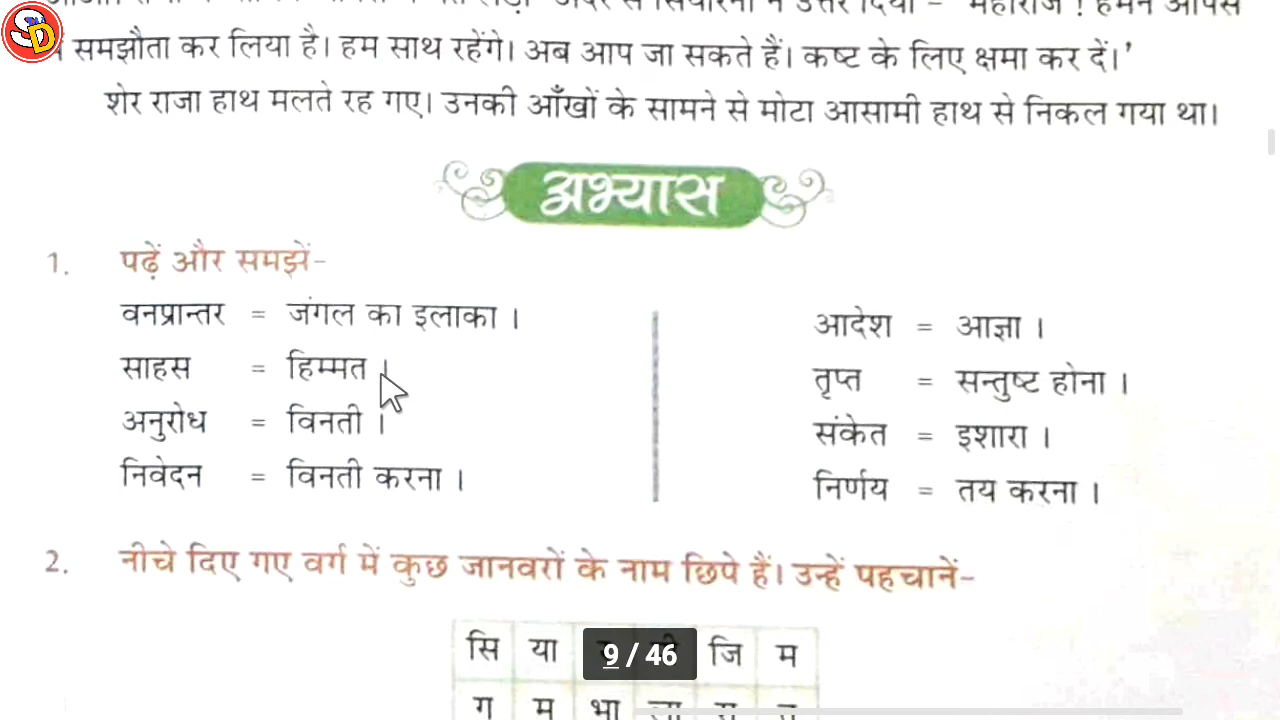 SD
समझौता कर लिया है। हम साथ रहेंगे। अब आप जा सकते हैं। कष्ट के लिए क्षमा कर दें।'
शेर राजा हाथ मलते रह गए। उनकी आँखों के सामने से मोटा आसामी हाथ से निकल गया था।
अभ्यास
1. पढ़ें और समझें-
वनप्रान्तर = जंगल का इलाका ।
साहस = हिम्मत ।
अनुरोध = विनती ।
निवेदन = विनती करना ।
आदेश = आज्ञा ।
तृप्त = सन्तुष्ट होना ।
संकेत = इशारा ।
निर्णय = तय करना ।
2. नीचे दिए गए वर्ग में कुछ जानवरों के नाम छिपे हैं। उन्हें पहचानें-
सि या जि म
9 / 46
ग म भा